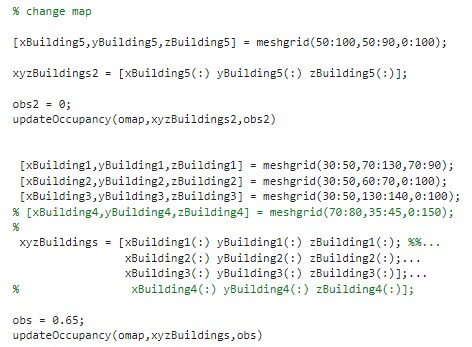 % change map
[xBuilding5,yBuilding5,zBuilding5] = meshgrid(50:100,50:90,0:100);
xyzBuildings2 = [xBuilding5(:) yBuilding5(:) zBuilding5(:)];
obs2 = 0;
updateOccupancy(omap,xyzBuildings2,obs2)
[xBuilding1,yBuilding1,zBuilding1] = meshgrid(30:50,70:130,70:90);
[xBuilding2,yBuilding2,zBuilding2] = meshgrid(30:50,60:70,0:100);
[xBuilding3,yBuilding3,zBuilding3] = meshgrid(30:50,130:140,0:100);
% [xBuilding4,yBuilding4,zBuilding4] = meshgrid(70:80,35:45,0:150);
%
xyzBuildings = [xBuilding1(:) yBuilding1(:) zBuilding1(:); %%...
xBuilding2(:) yBuilding2(:) zBuilding2(:);...
xBuilding3(:) yBuilding3(:) zBuilding3(:)];...
% xBuilding4(:) yBuilding4(:) zBuilding4(:)];
obs = 0.65;
updateOccupancy(omap,xyzBuildings,obs)